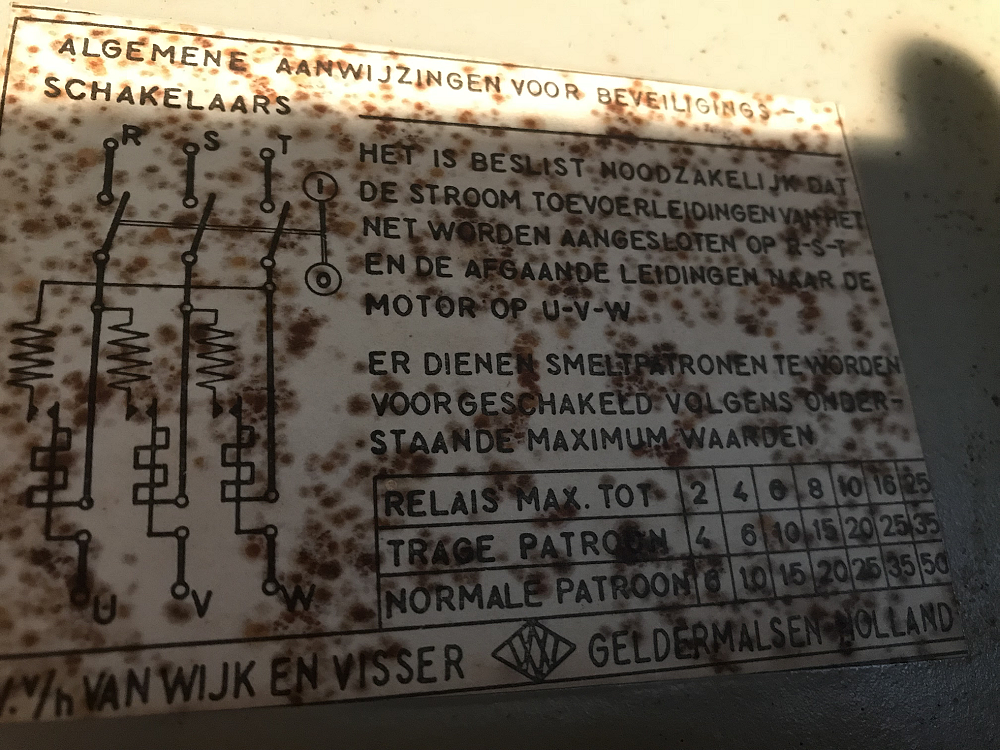 ALGEMENE AANWIJZINGEN VOOR BEVEILIGINGS-
SCHAKELAARS
R S T
I
O
HET IS BESLIST NOODZAKELIJK DAT
DE STROOM TOEVOERLEIDINGEN VAN HET
NET WORDEN AANGESLOTEN OP R-S-T
EN DE AFGAANDE LEIDINGEN NAAR DE
MOTOR OP U-V-W
ER DIENEN SMELTPATRONEN TE WORDEN
VOORGESCHAKELD VOLGENS ONDER-
STAANDE MAXIMUM WAARDEN
RELAIS MAX. TOT 2 4 6 8 10 16 25
TRAGE PATROON 4 6 10 15 20 25 35
NORMALE PATROON 6 10 15 20 25 35 50
U V W
V.V/h VAN WIJK EN VISSER GELDERMALSEN HOLLAND